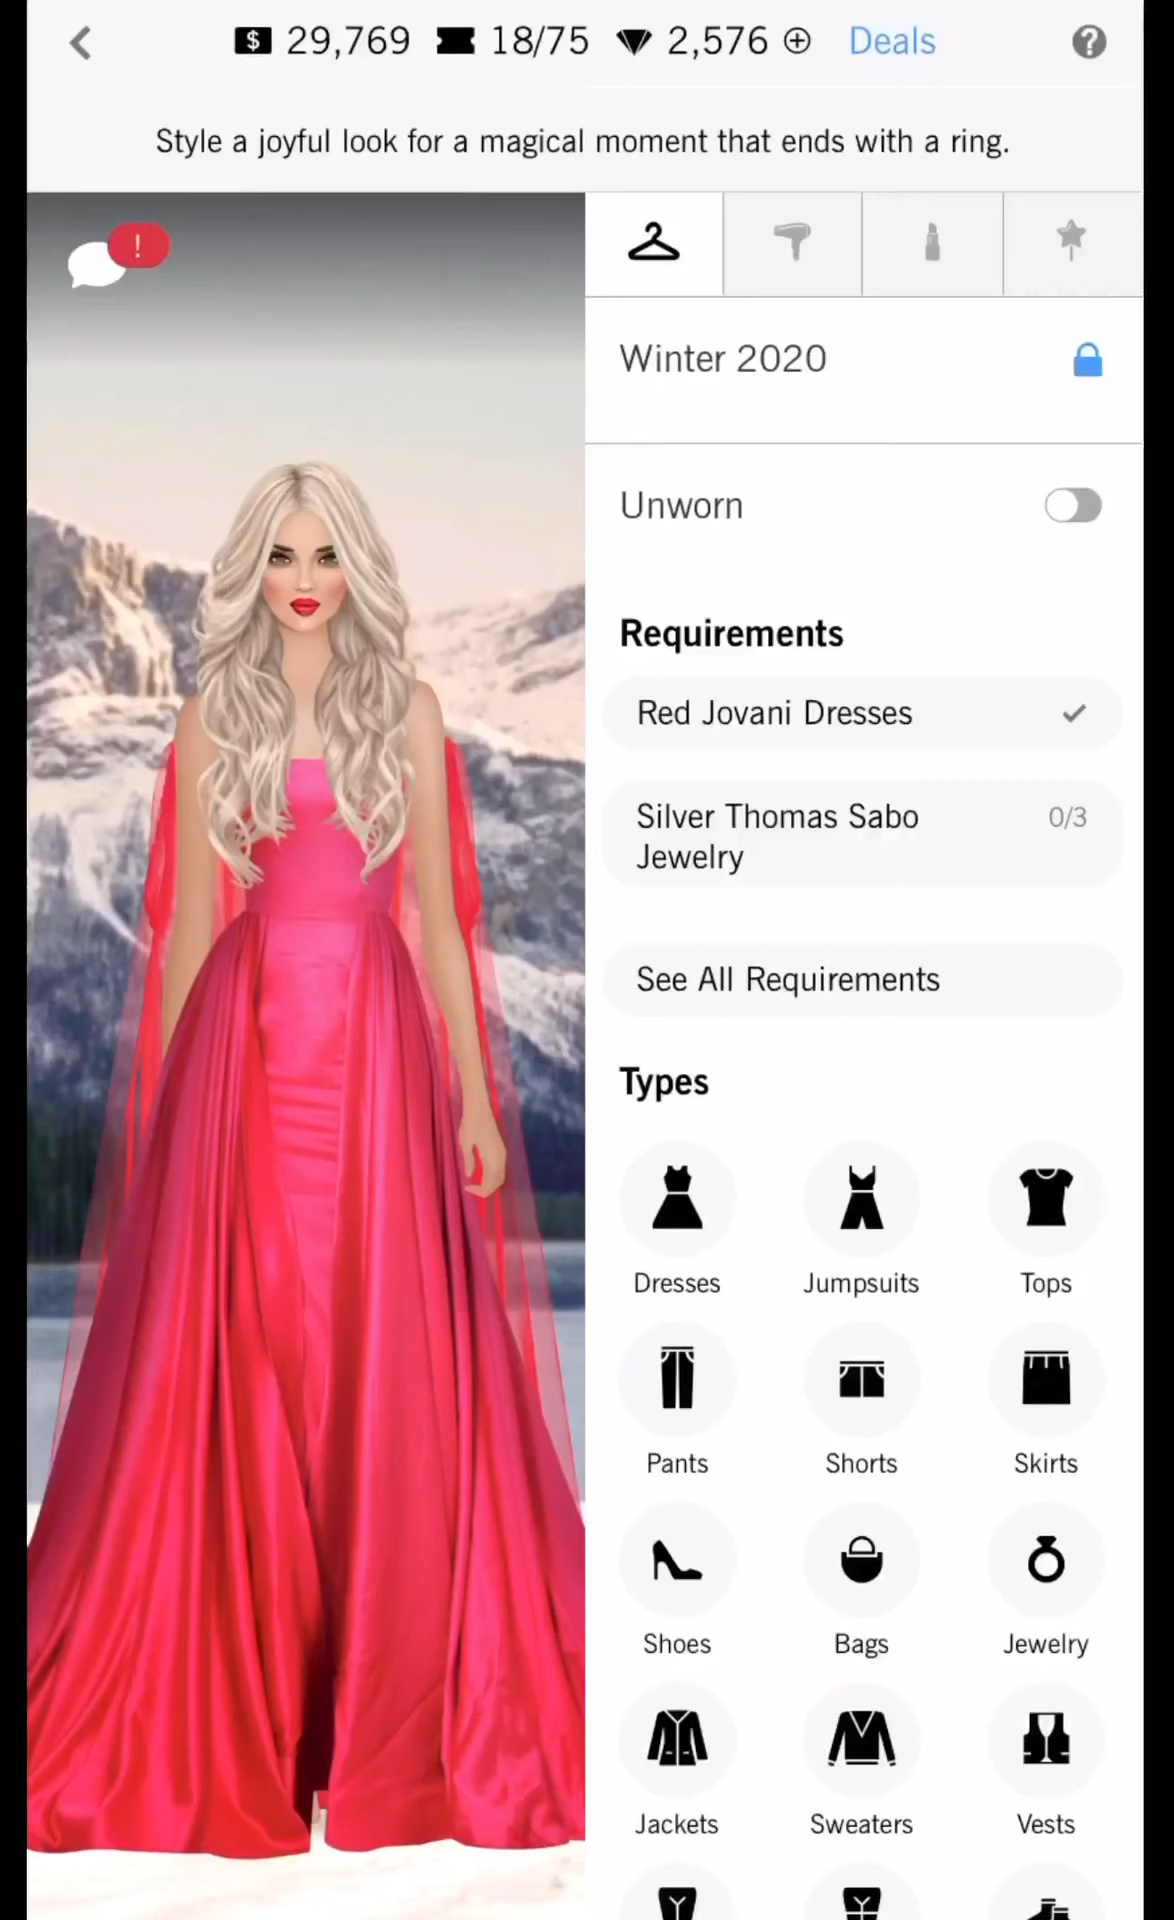 $ 29,769 18/75 2,576 Deals ?
Style a joyful look for a magical moment that ends with a ring.
!
Winter 2020
Unworn
Requirements
Red Jovani Dresses
Silver Thomas Sabo 0/3
Jewelry
See All Requirements
Types
Dresses Jumpsuits Tops
Pants Shorts Skirts
Shoes Bags Jewelry
Jackets Sweaters Vests